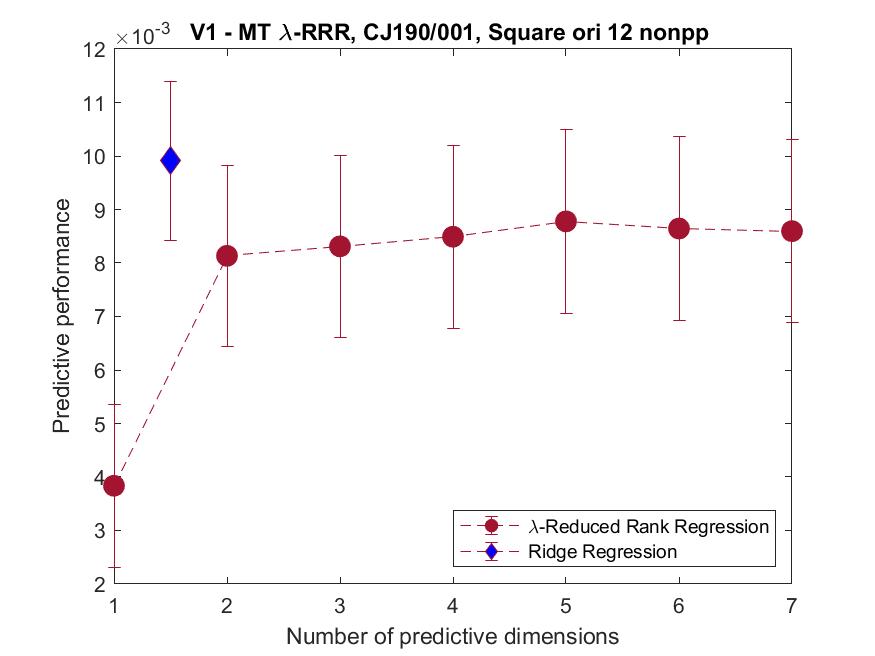 ×10-3
V1 - MT λ-RRR, CJ190/001, Square ori 12 nonpp
12
11
10
9
8
7
6
5
4
3
2
Predictive performance
λ-Reduced Rank Regression
Ridge Regression
1 2 3 4 5 6 7
Number of predictive dimensions